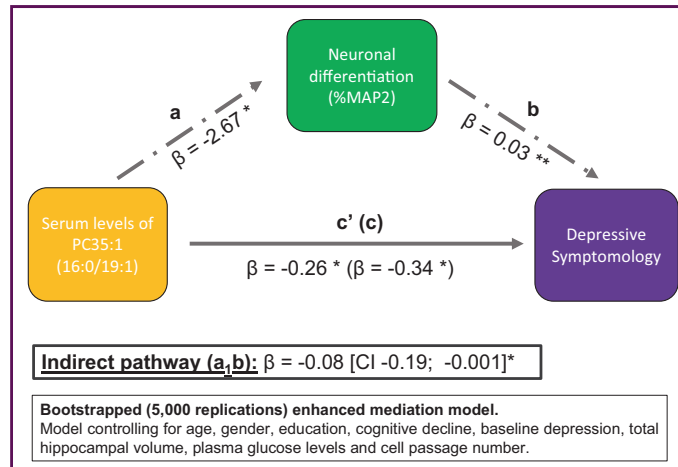 Neuronal
differentiation
(%MAP2)
a
β = -2.67 *
b
β = 0.03 **
Serum levels of
PC35:1
(16:0/19:1)
c’ (c)
β = -0.26 * (β = -0.34 *)
Depressive
Symptomology
Indirect pathway (a₁b): β = -0.08 [CI -0.19; -0.001]*
Bootstrapped (5,000 replications) enhanced mediation model.
Model controlling for age, gender, education, cognitive decline, baseline depression, total
hippocampal volume, plasma glucose levels and cell passage number.